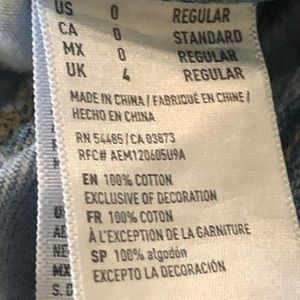 US 0 REGULAR
CA 0 STANDARD
MX 0 REGULAR
UK 4 REGULAR
MADE IN CHINA / FABRIQUÉ EN CHINE /
HECHO EN CHINA
RN 54485 / CA 03873
RFC# AEM120605U9A
EN 100% COTTON
EXCLUSIVE OF DECORATION
FR 100% COTON
À L'EXCEPTION DE LA GARNITURE
SP 100% algodón
EXCEPTO LA DECORACIÓN
NE
MX
S. D